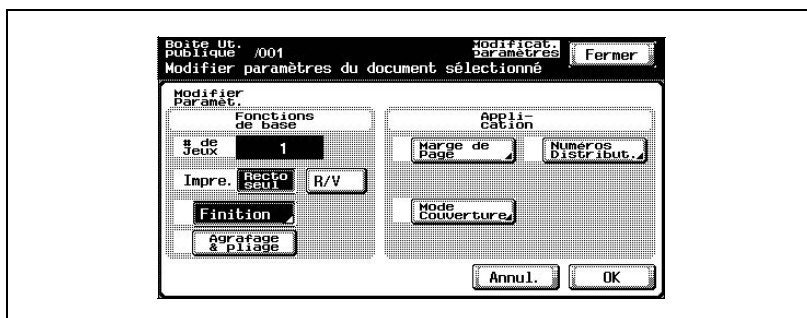 Boîte Ut.
publique /001
Modificat.
paramètres
Fermer
Modifier paramètres du document sélectionné
Modifier
Paramèt.
Fonctions
de base
# de
Jeux
1
Impre.
Recto
seul
R/V
Finition
Agrafage
& pliage
Appli-
cation
Marge de
Page
Numéros
Distribut.
Mode
Couverture
Annul.
OK